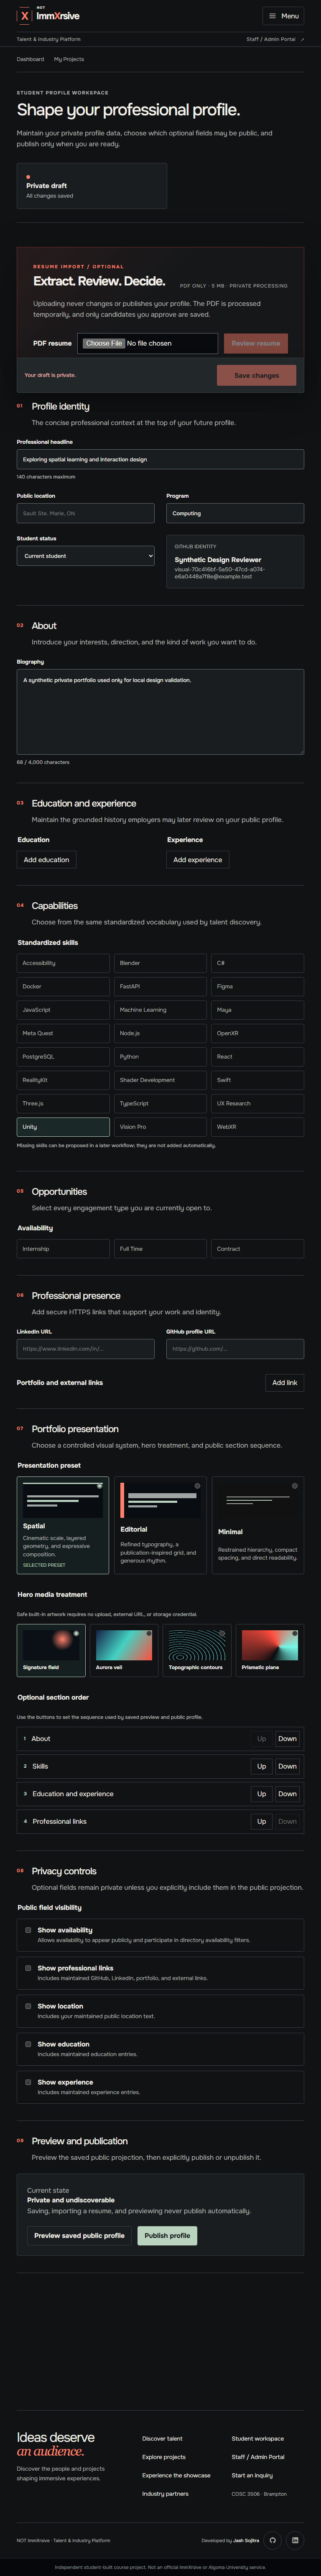 NOT
X ImmXrsive
Menu
Talent & Industry Platform
Staff / Admin Portal ↗
Dashboard
My Projects
STUDENT PROFILE WORKSPACE
Shape your professional profile.
Maintain your private profile data, choose which optional fields may be public, and
publish only when you are ready.
Private draft
All changes saved
RESUME IMPORT / OPTIONAL
Extract. Review. Decide.
PDF ONLY · 5 MB · PRIVATE PROCESSING
Uploading never changes or publishes your profile. The PDF is processed
temporarily, and only candidates you approve are saved.
PDF resume
Choose File No file chosen
Review resume
Your draft is private.
Save changes
01 Profile identity
The concise professional context at the top of your future profile.
Professional headline
Exploring spatial learning and interaction design
140 characters maximum
Public location
Program
Sault Ste. Marie, ON
Computing
Student status
Current student
GITHUB IDENTITY
Synthetic Design Reviewer
visual-70c416bf-5a50-47cd-a074-
e6a0448a7f8e@example.test
02 About
Introduce your interests, direction, and the kind of work you want to do.
Biography
A synthetic private portfolio used only for local design validation.
68 / 4,000 characters
03 Education and experience
Maintain the grounded history employers may later review on your public profile.
Education
Experience
Add education
Add experience
04 Capabilities
Choose from the same standardized vocabulary used by talent discovery.
Standardized skills
Accessibility
Blender
C#
Docker
FastAPI
Figma
JavaScript
Machine Learning
Maya
Meta Quest
Node.js
OpenXR
PostgreSQL
Python
React
RealityKit
Shader Development
Swift
Three.js
TypeScript
UX Research
Unity
Vision Pro
WebXR
Missing skills can be proposed in a later workflow; they are not added automatically.
05 Opportunities
Select every engagement type you are currently open to.
Availability
Internship
Full Time
Contract
06 Professional presence
Add secure HTTPS links that support your work and identity.
LinkedIn URL
GitHub profile URL
https://www.linkedin.com/in/...
https://github.com/...
Portfolio and external links
Add link
07 Portfolio presentation
Choose a controlled visual system, hero treatment, and public section sequence.
Presentation preset
Spatial
Cinematic scale, layered
geometry, and expressive
composition.
SELECTED PRESET
Editorial
Refined typography, a
publication-inspired grid, and
generous rhythm.
Minimal
Restrained hierarchy, compact
spacing, and direct readability.
Hero media treatment
Safe built-in artwork requires no upload, external URL, or storage credential.
Signature field
Aurora veil
Topographic contours
Prismatic plane
Optional section order
Use the buttons to set the sequence used by saved preview and public profile.
1 About Up Down
2 Skills Up Down
3 Education and experience Up Down
4 Professional links Up Down
08 Privacy controls
Optional fields remain private unless you explicitly include them in the public projection.
Public field visibility
Show availability
Allows availability to appear publicly and participate in directory availability filters.
Show professional links
Includes maintained GitHub, LinkedIn, portfolio, and external links.
Show location
Includes your maintained public location text.
Show education
Includes maintained education entries.
Show experience
Includes maintained experience entries.
09 Preview and publication
Preview the saved public projection, then explicitly publish or unpublish it.
Current state
Private and undiscoverable
Saving, importing a resume, and previewing never publish automatically.
Preview saved public profile
Publish profile
Ideas deserve
an audience.
Discover the people and projects
shaping immersive experiences.
Discover talent
Explore projects
Experience the showcase
Industry partners
Student workspace
Staff / Admin Portal
Start an inquiry
COSC 3506 · Brampton
NOT ImmXrsive · Talent & Industry Platform
Developed by Jash Sojitra
Independent student-built course project. Not an official ImmXrsive or Algoma University service.